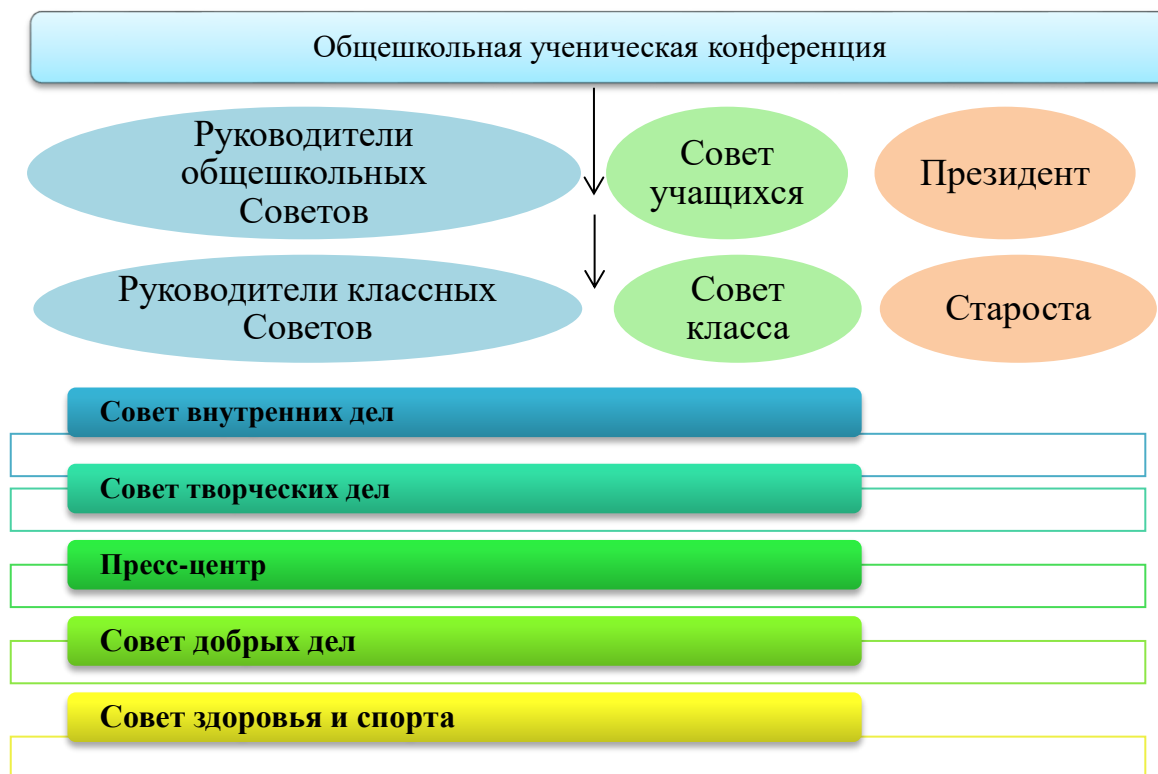 Общешкольная ученическая конференция
Руководители
общешкольных
Советов
Совет
учащихся
Президент
Руководители классных
Советов
Совет
класса
Староста
Совет внутренних дел
Совет творческих дел
Пресс-центр
Совет добрых дел
Совет здоровья и спорта